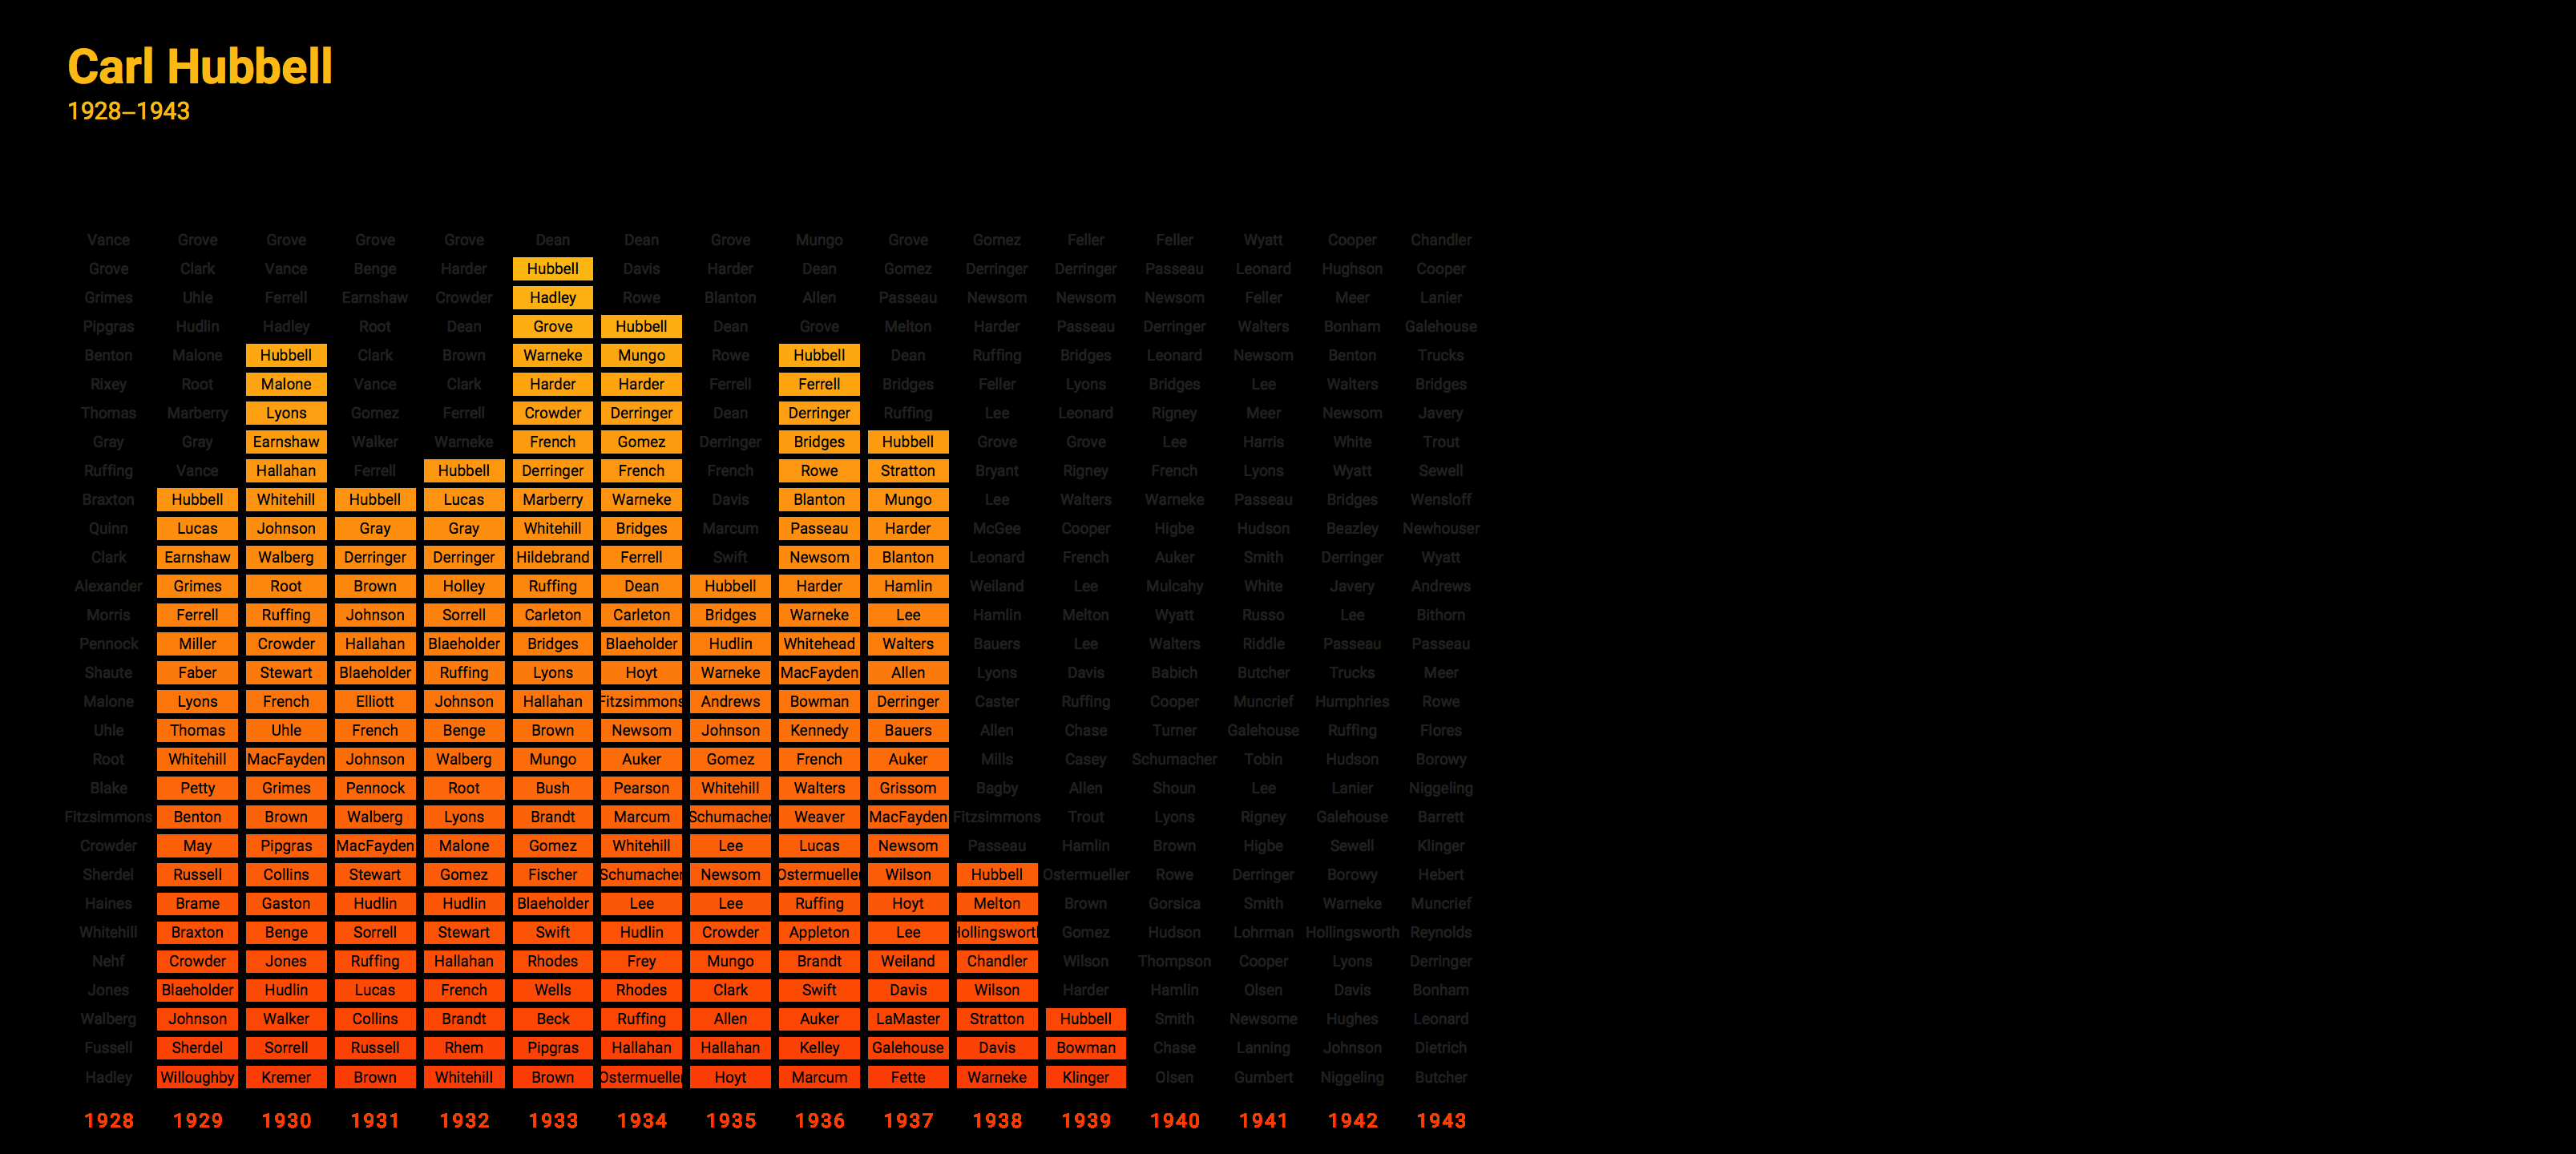 Carl Hubbell
1928–1943
Vance Grove Grove Grove Grove Dean Dean Grove Mungo Grove Gomez Feller Feller Wyatt Cooper Chandler
Grove Clark Vance Benge Harder Hubbell Davis Harder Dean Gomez Derringer Derringer Passeau Leonard Hughson Cooper
Grimes Uhle Ferrell Earnshaw Crowder Hadley Rowe Blanton Allen Passeau Newsom Newsom Newsom Feller Meer Lanier
Pipgras Hudlin Hadley Root Dean Grove Hubbell Dean Grove Melton Harder Passeau Derringer Walters Bonham Galehouse
Benton Malone Hubbell Clark Brown Warneke Mungo Rowe Hubbell Dean Ruffing Bridges Leonard Newsom Benton Trucks
Rixey Root Malone Vance Clark Harder Harder Ferrell Ferrell Bridges Feller Lyons Bridges Lee Walters Bridges
Thomas Marberry Lyons Gomez Ferrell Crowder Derringer Dean Derringer Ruffing Lee Leonard Rigney Meer Newsom Javery
Gray Gray Earnshaw Walker Warneke French Gomez Derringer Bridges Hubbell Grove Grove Lee Harris White Trout
Ruffing Vance Hallahan Ferrell Hubbell Derringer French French Rowe Stratton Bryant Rigney French Lyons Wyatt Sewell
Braxton Hubbell Whitehill Hubbell Lucas Marberry Warneke Davis Blanton Mungo Lee Walters Warneke Passeau Bridges Wensloff
Quinn Lucas Johnson Gray Gray Whitehill Bridges Marcum Passeau Harder McGee Cooper Higbe Hudson Beazley Newhouser
Clark Earnshaw Walberg Derringer Derringer Hildebrand Ferrell Swift Newsom Blanton Leonard French Auker Smith Derringer Wyatt
Alexander Grimes Root Brown Holley Ruffing Dean Hubbell Harder Hamlin Weiland Lee Mulcahy White Javery Andrews
Morris Ferrell Ruffing Johnson Sorrell Carleton Carleton Bridges Warneke Lee Hamlin Melton Wyatt Russo Lee Bithorn
Pennock Miller Crowder Hallahan Blaeholder Bridges Blaeholder Hudlin Whitehead Walters Bauers Lee Walters Riddle Passeau Passeau
Shaute Faber Stewart Blaeholder Ruffing Lyons Hoyt Warneke MacFayden Allen Lyons Davis Babich Butcher Trucks Meer
Malone Lyons French Elliott Johnson Hallahan Fitzsimmons Andrews Bowman Derringer Caster Ruffing Cooper Muncrief Humphries Rowe
Uhle Thomas Uhle French Benge Brown Newsom Johnson Kennedy Bauers Allen Chase Turner Galehouse Ruffing Flores
Root Whitehill MacFayden Johnson Walberg Mungo Auker Gomez French Auker Mills Casey Schumacher Tobin Hudson Borowy
Blake Petty Grimes Pennock Root Bush Pearson Whitehill Walters Grissom Bagby Allen Shoun Lee Lanier Niggeling
Fitzsimmons Benton Brown Walberg Lyons Brandt Marcum Schumacher Weaver MacFayden Fitzsimmons Trout Lyons Rigney Galehouse Barrett
Crowder May Pipgras MacFayden Malone Gomez Whitehill Lee Lucas Newsom Passeau Hamlin Brown Higbe Sewell Klinger
Sherdel Russell Collins Stewart Gomez Fischer Schumacher Newsom Ostermueller Wilson Hubbell Ostermueller Rowe Derringer Borowy Hebert
Haines Brame Gaston Hudlin Hudlin Blaeholder Lee Lee Ruffing Hoyt Melton Brown Gorsica Smith Warneke Muncrief
Whitehill Braxton Benge Sorrell Stewart Swift Hudlin Crowder Appleton Lee Hollingsworth Gomez Hudson Lohrman Hollingsworth Reynolds
Nehf Crowder Jones Ruffing Hallahan Rhodes Frey Mungo Brandt Weiland Chandler Wilson Thompson Cooper Lyons Derringer
Jones Blaeholder Hudlin Lucas French Wells Rhodes Clark Swift Davis Wilson Harder Hamlin Olsen Davis Bonham
Walberg Johnson Walker Collins Brandt Beck Ruffing Allen Auker LaMaster Stratton Hubbell Smith Newsome Hughes Leonard
Fussell Sherdel Sorrell Russell Rhem Pipgras Hallahan Hallahan Kelley Galehouse Davis Bowman Chase Lanning Johnson Dietrich
Hadley Willoughby Kremer Brown Whitehill Brown Ostermueller Hoyt Marcum Fette Warneke Klinger Olsen Gumbert Niggeling Butcher
1928 1929 1930 1931 1932 1933 1934 1935 1936 1937 1938 1939 1940 1941 1942 1943